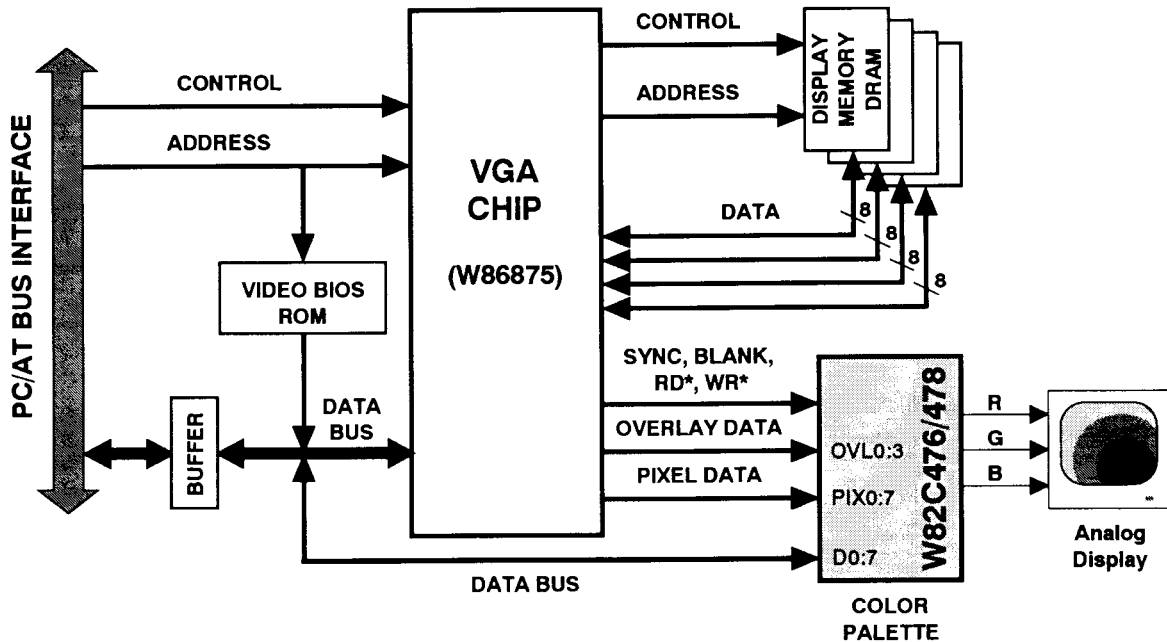 PC/AT BUS INTERFACE
CONTROL
ADDRESS
VIDEO BIOS
ROM
BUFFER
DATA
BUS
VGA
CHIP
(W86875)
CONTROL
ADDRESS
DISPLAY
MEMORY
DRAM
DATA
8
8
8
8
SYNC, BLANK,
RD*, WR*
OVERLAY DATA
PIXEL DATA
DATA BUS
OVL0:3
PIX0:7
D0:7
W82C476/478
COLOR
PALETTE
R
G
B
Analog
Display